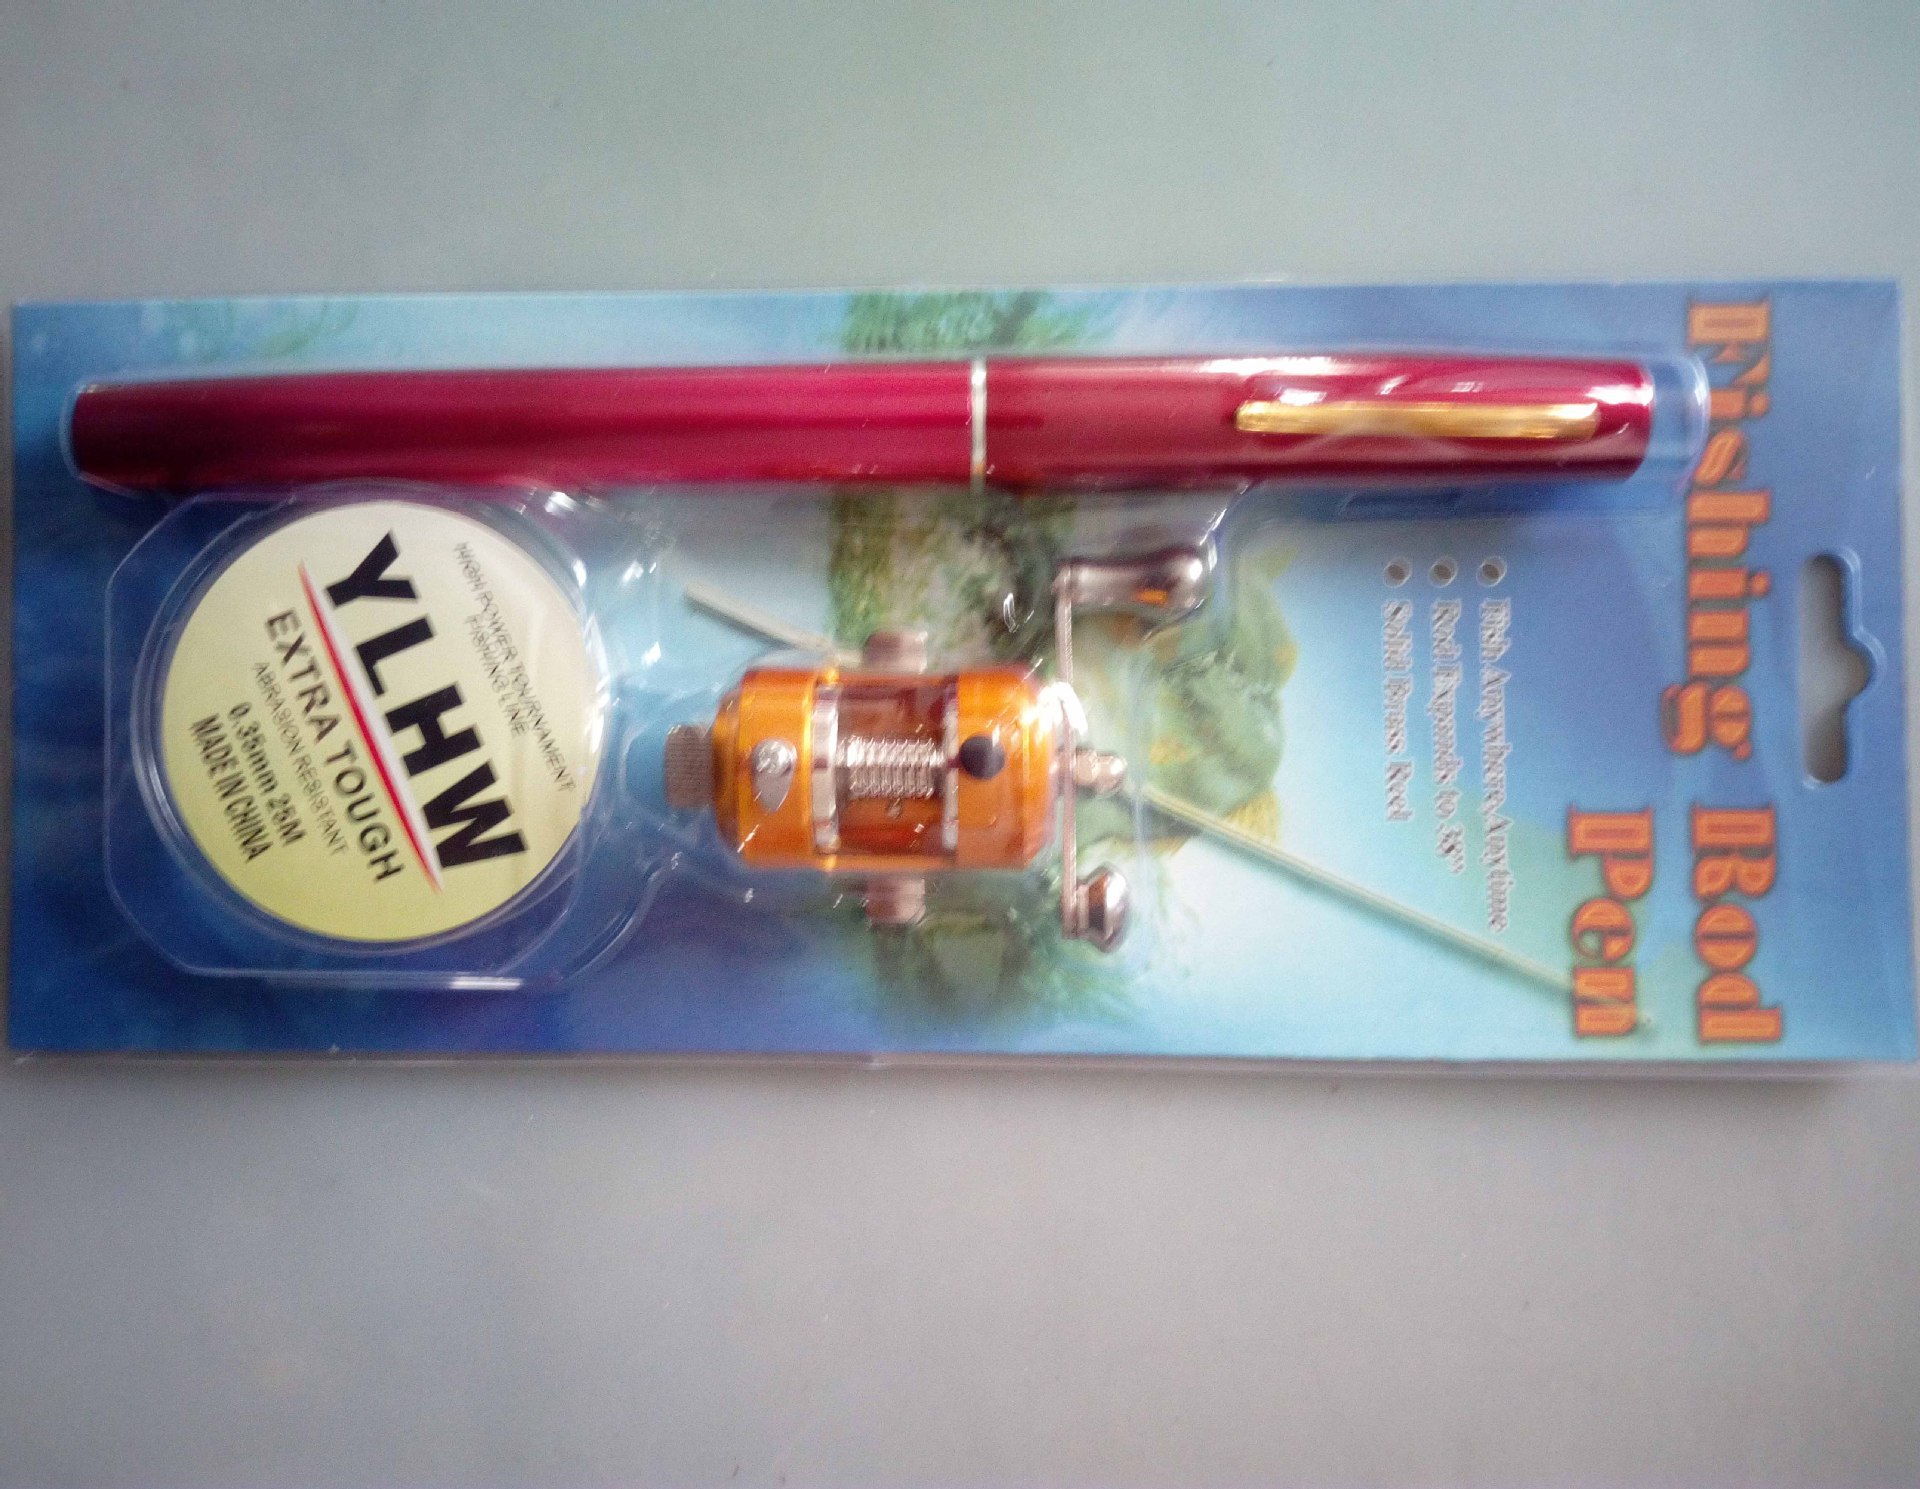 Fishing Rod
Pen
Fish Anywhere, Anytime
Rod Expands to 38"
Solid Brass Reel
HIGH POWER TOURNAMENT
FISHING LINE
YLHW
EXTRA TOUGH
ABRASION RESISTANT
0.35mm 25M
MADE IN CHINA